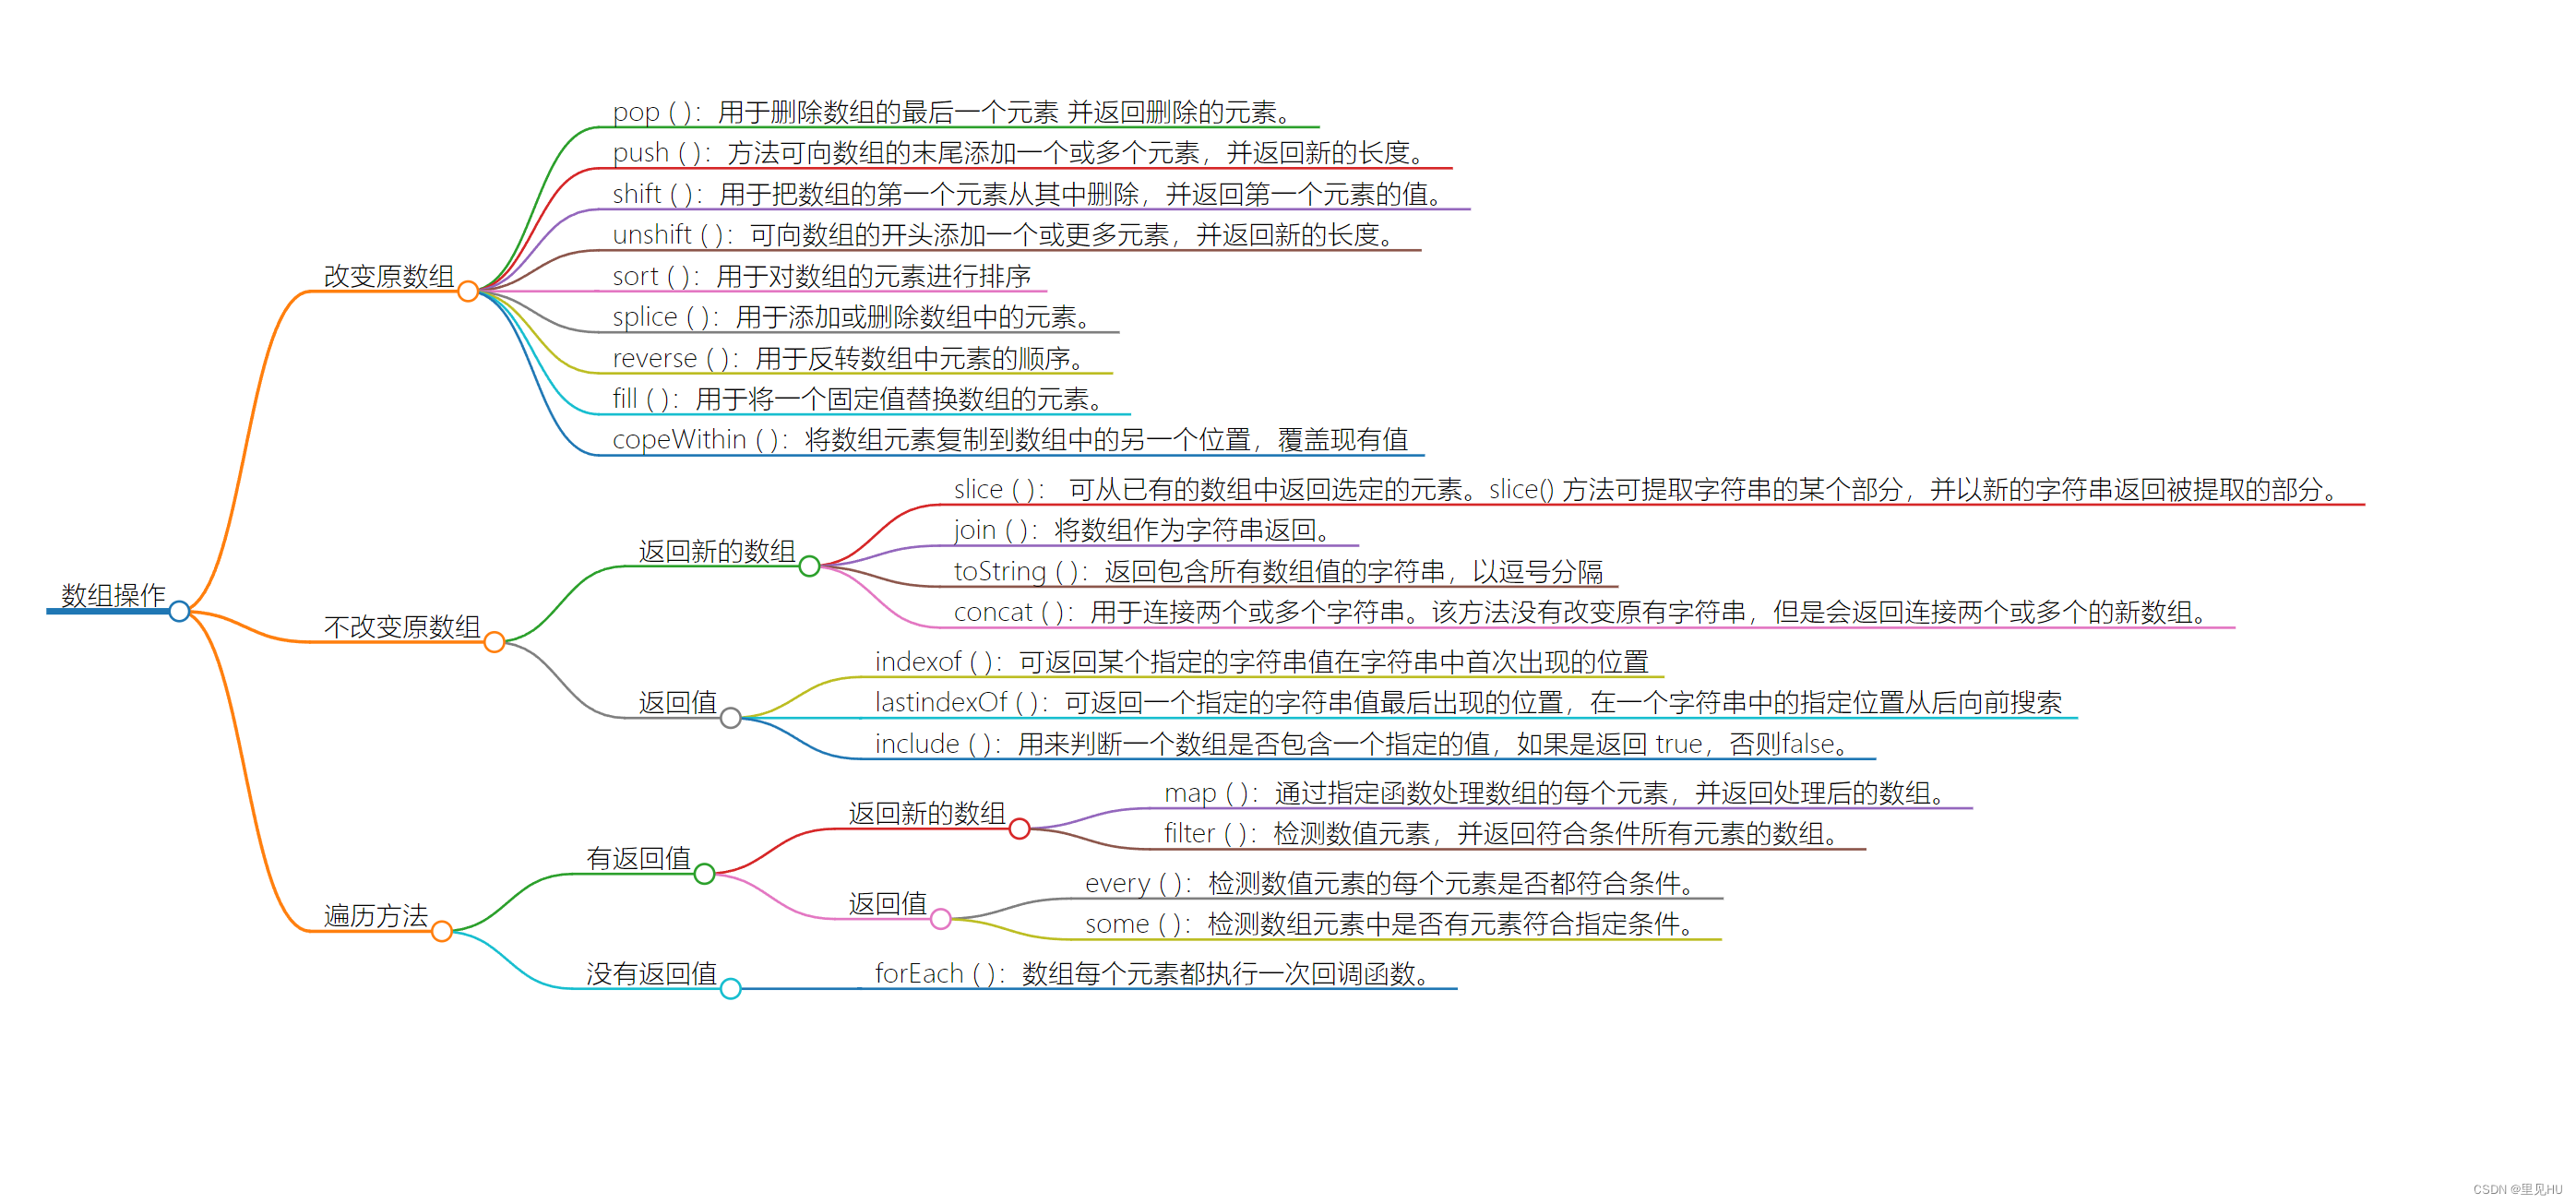 pop ( )：用于删除数组的最后一个元素 并返回删除的元素。
push ( )：方法可向数组的末尾添加一个或多个元素，并返回新的长度。
shift ( )：用于把数组的第一个元素从其中删除，并返回第一个元素的值。
unshift ( )：可向数组的开头添加一个或更多元素，并返回新的长度。
改变原数组
sort ( )：用于对数组的元素进行排序
splice ( )：用于添加或删除数组中的元素。
reverse ( )：用于反转数组中元素的顺序。
fill ( )：用于将一个固定值替换数组的元素。
copeWithin ( )：将数组元素复制到数组中的另一个位置，覆盖现有值
slice ( )： 可从已有的数组中返回选定的元素。slice() 方法可提取字符串的某个部分，并以新的字符串返回被提取的部分。
join ( )：将数组作为字符串返回。
返回新的数组
toString ( )：返回包含所有数组值的字符串，以逗号分隔
数组操作
concat ( )：用于连接两个或多个字符串。该方法没有改变原有字符串，但是会返回连接两个或多个的新数组。
不改变原数组
indexof ( )：可返回某个指定的字符串值在字符串中首次出现的位置
返回值
lastindexOf ( )：可返回一个指定的字符串值最后出现的位置，在一个字符串中的指定位置从后向前搜索
include ( )：用来判断一个数组是否包含一个指定的值，如果是返回 true，否则false。
map ( )：通过指定函数处理数组的每个元素，并返回处理后的数组。
返回新的数组
filter ( )：检测数值元素，并返回符合条件所有元素的数组。
有返回值
every ( )：检测数值元素的每个元素是否都符合条件。
返回值
some ( )：检测数组元素中是否有元素符合指定条件。
遍历方法
没有返回值
forEach ( )：数组每个元素都执行一次回调函数。
CSDN @里见HU